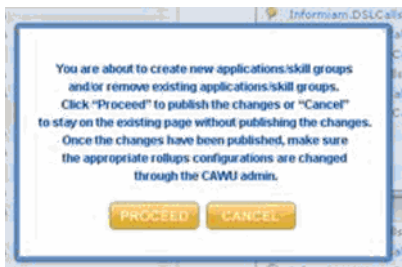 Informiam.DSLCalls
You are about to create new applications/skill groups
and/or remove existing applications/skill groups.
Click "Proceed" to publish the changes or "Cancel"
to stay on the existing page without publishing the changes.
Once the changes have been published, make sure
the appropriate rollups configurations are changed
through the CAWU admin.
PROCEED CANCEL